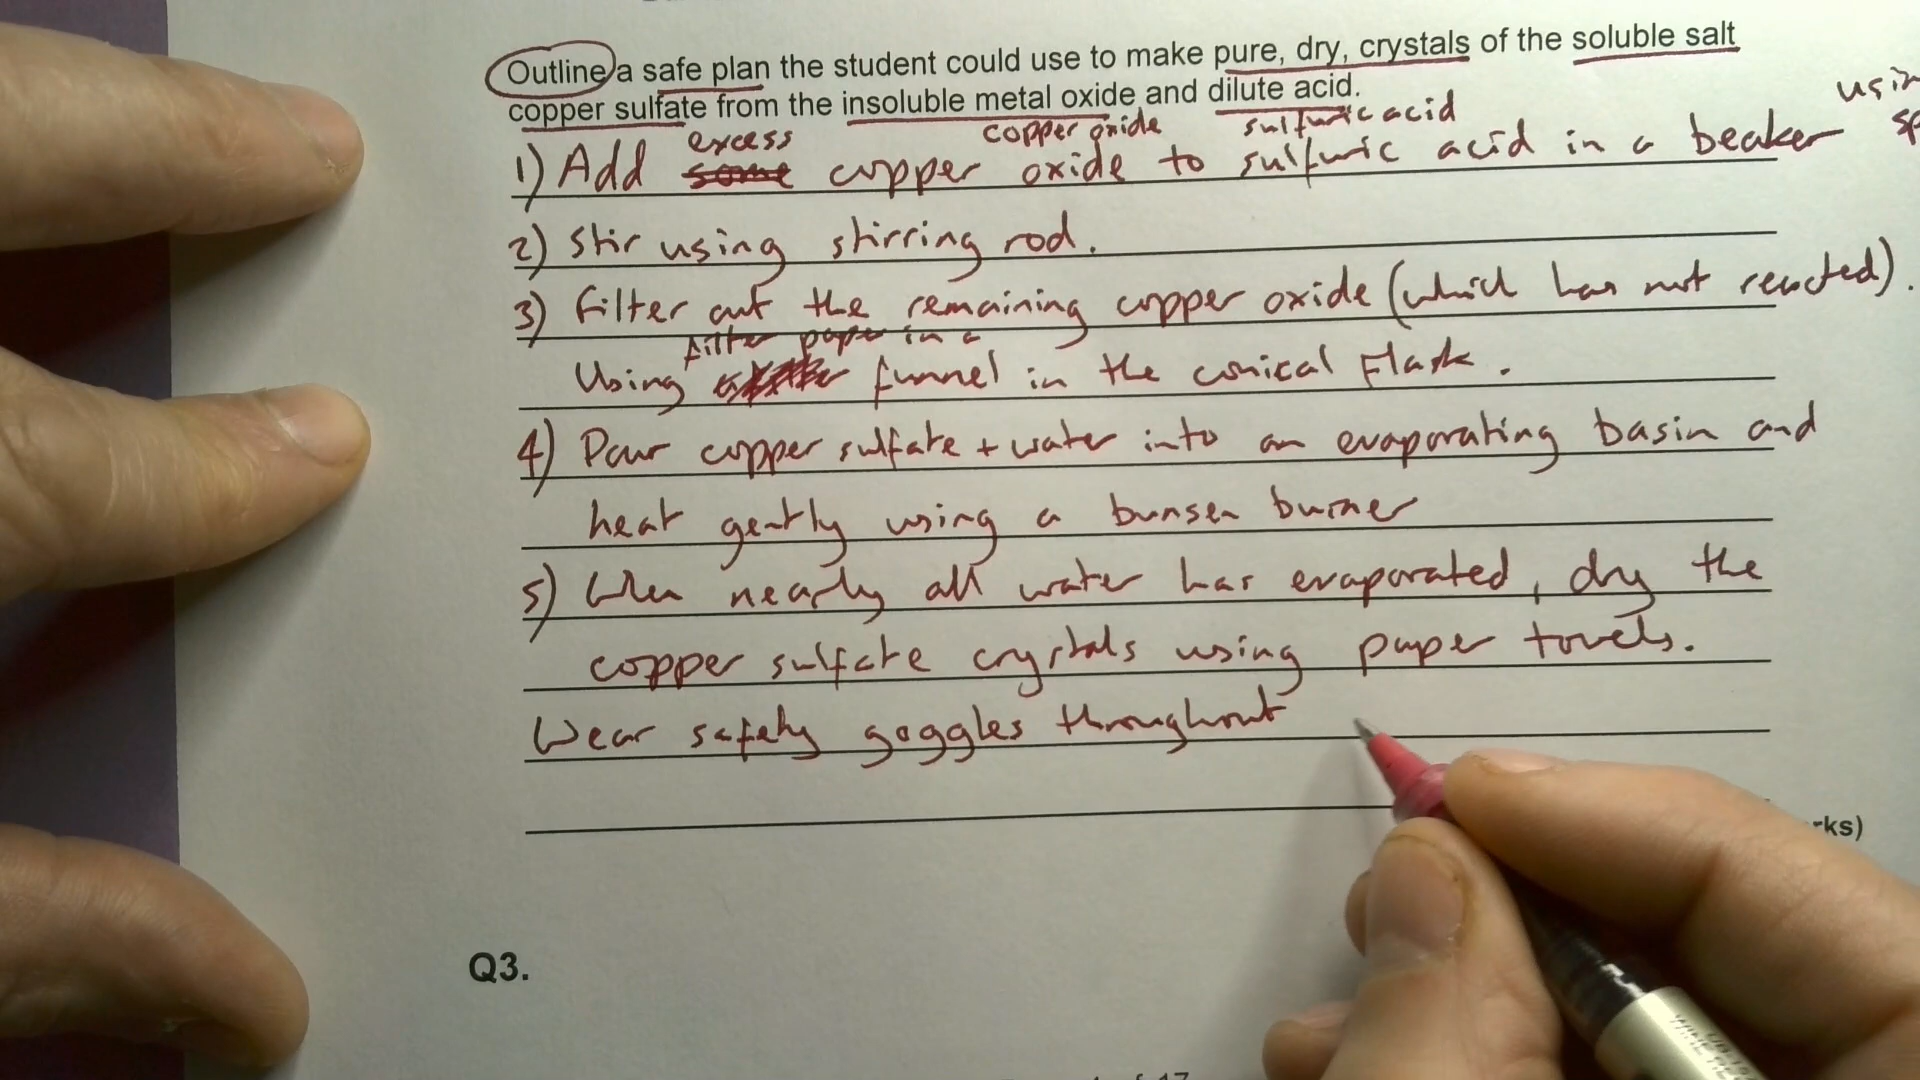 Outline a safe plan the student could use to make pure, dry, crystals of the soluble salt
copper sulfate from the insoluble metal oxide and dilute acid.
copper oxide sulfuric acid
excess
1) Add some copper oxide to sulfuric acid in a beaker
2) Stir using stirring rod.
3) Filter out the remaining copper oxide (which has not reacted).
filter paper in a
Using funnel in the conical Flask.
4) Pour copper sulfate + water into an evaporating basin and
heat gently using a bunsen burner
5) When nearly all water has evaporated, dry the
copper sulfate crystals using paper towels.
Wear safety goggles throughout
Q3.